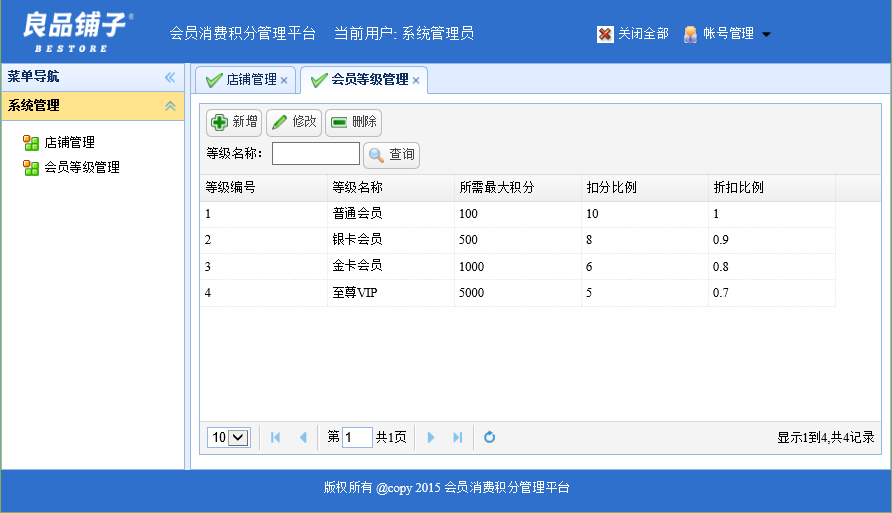 良品铺子®
BESTORE
会员消费积分管理平台 当前用户: 系统管理员
关闭全部 帐号管理
菜单导航
系统管理
店铺管理
会员等级管理
店铺管理 会员等级管理
新增 修改 删除
等级名称: 查询
等级编号 等级名称 所需最大积分 扣分比例 折扣比例
1 普通会员 100 10 1
2 银卡会员 500 8 0.9
3 金卡会员 1000 6 0.8
4 至尊VIP 5000 5 0.7
10 第 1 共1页 显示1到4,共4记录
版权所有 @copy 2015 会员消费积分管理平台